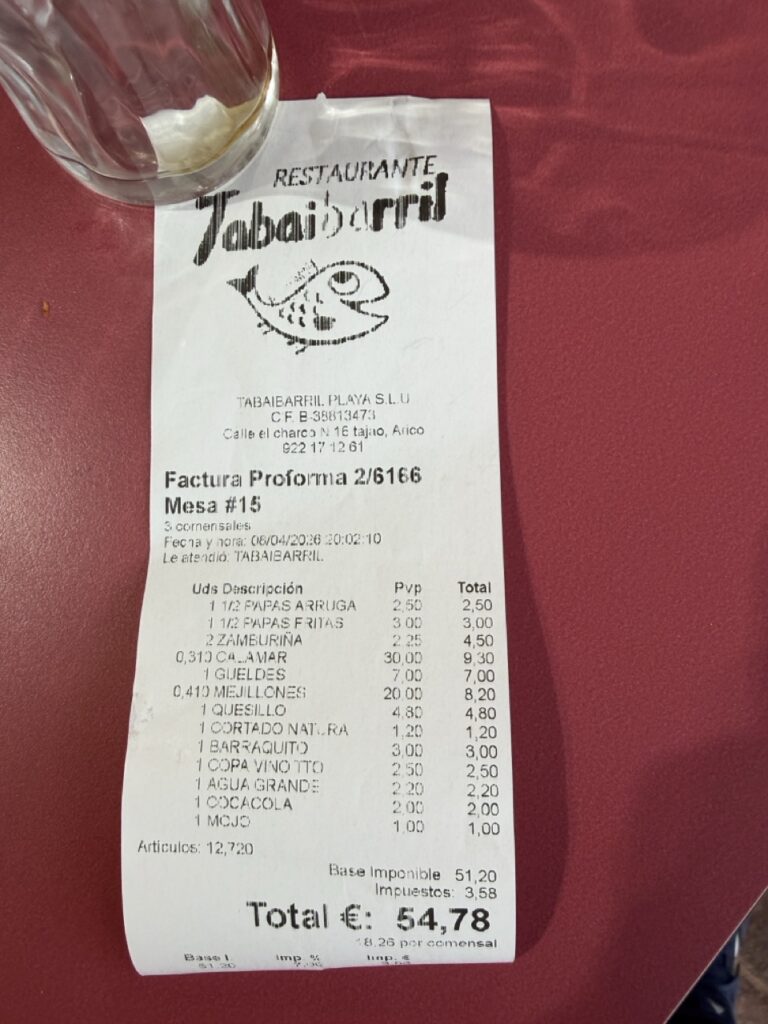 RESTAURANTE
Tabaibarril
TABAIBARRIL PLAYA S.L.U
C.F. B-38813473
Calle el charco N 16 tajao, Arico
922 17 12 61
Factura Proforma 2/6166
Mesa #15
3 comensales
Fecha y hora: 08/04/2026 20:02:10
Le atendió: TABAIBARRIL
Uds Descripción Pvp Total
1 1/2 PAPAS ARRUGA 2,50 2,50
1 1/2 PAPAS FRITAS 3,00 3,00
2 ZAMBURIÑA 2,25 4,50
0,310 CALAMAR 30,00 9,30
1 GUELDES 7,00 7,00
0,410 MEJILLONES 20,00 8,20
1 QUESILLO 4,80 4,80
1 CORTADO NATURA 1,20 1,20
1 BARRAQUITO 3,00 3,00
1 COPA VINO TTO 2,50 2,50
1 AGUA GRANDE 2,20 2,20
1 COCACOLA 2,00 2,00
1 MOJO 1,00 1,00
Articulos: 12,720
Base Imponible 51,20
Impuestos: 3,58
Total €: 54,78
18,26 por comensal
Base I. Imp. % Imp. €
51,20